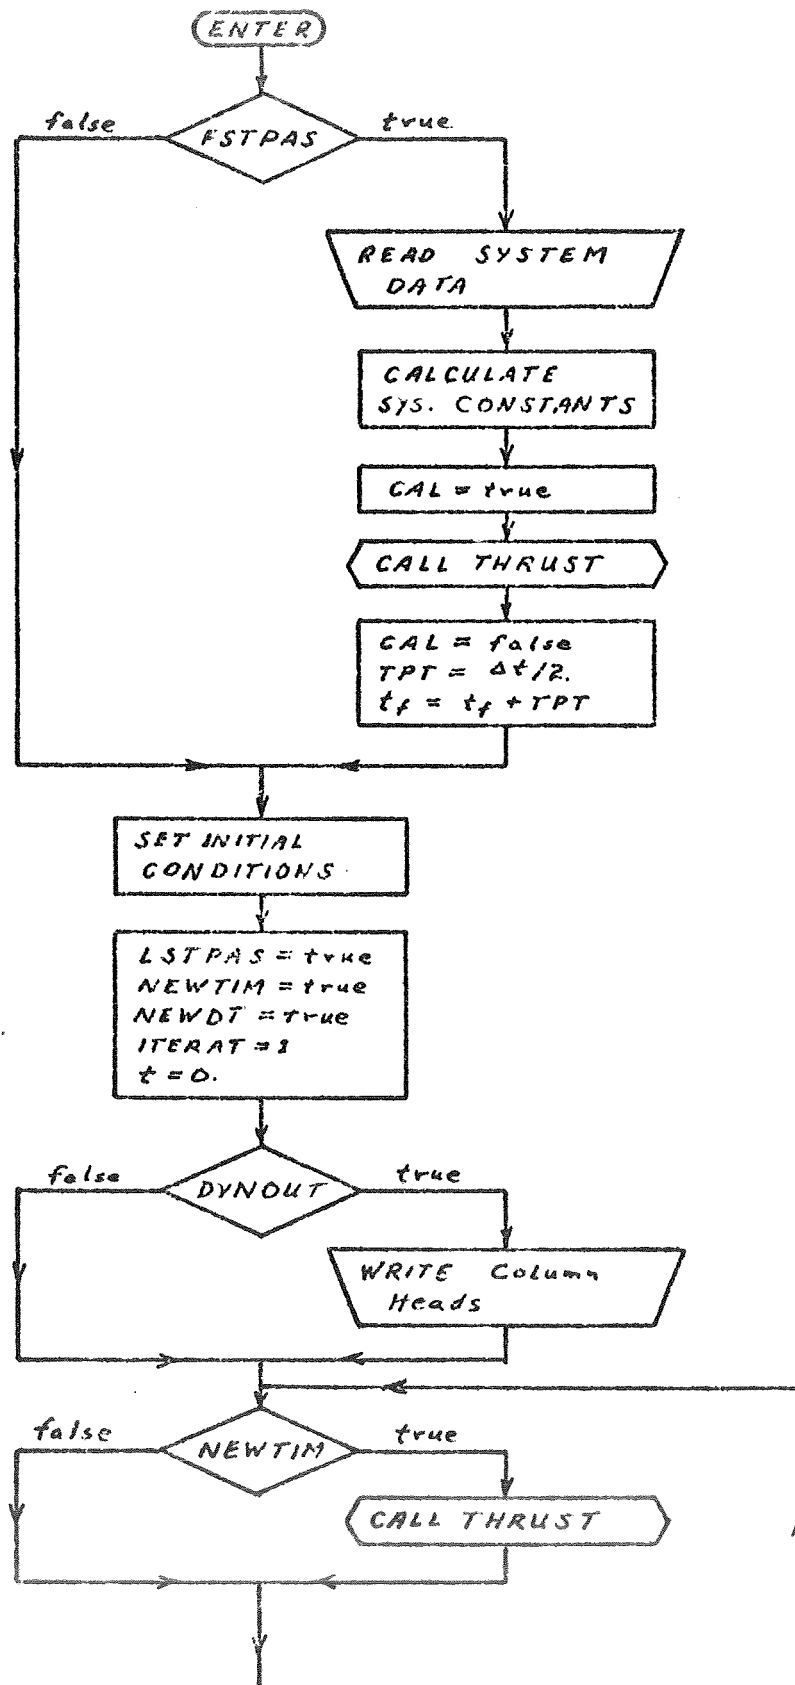 ENTER
false
FSTPAS
true
READ SYSTEM
DATA
CALCULATE
SYS. CONSTANTS
CAL = true
CALL THRUST
CAL = false
TPT = Δt/2.
t_f = t_f + TPT
SET INITIAL
CONDITIONS
LSTPAS = true
NEWTIM = true
NEWDT = true
ITERAT = 1
t = 0.
false
DYNOUT
true
WRITE Column
Heads
false
NEWTIM
true
CALL THRUST